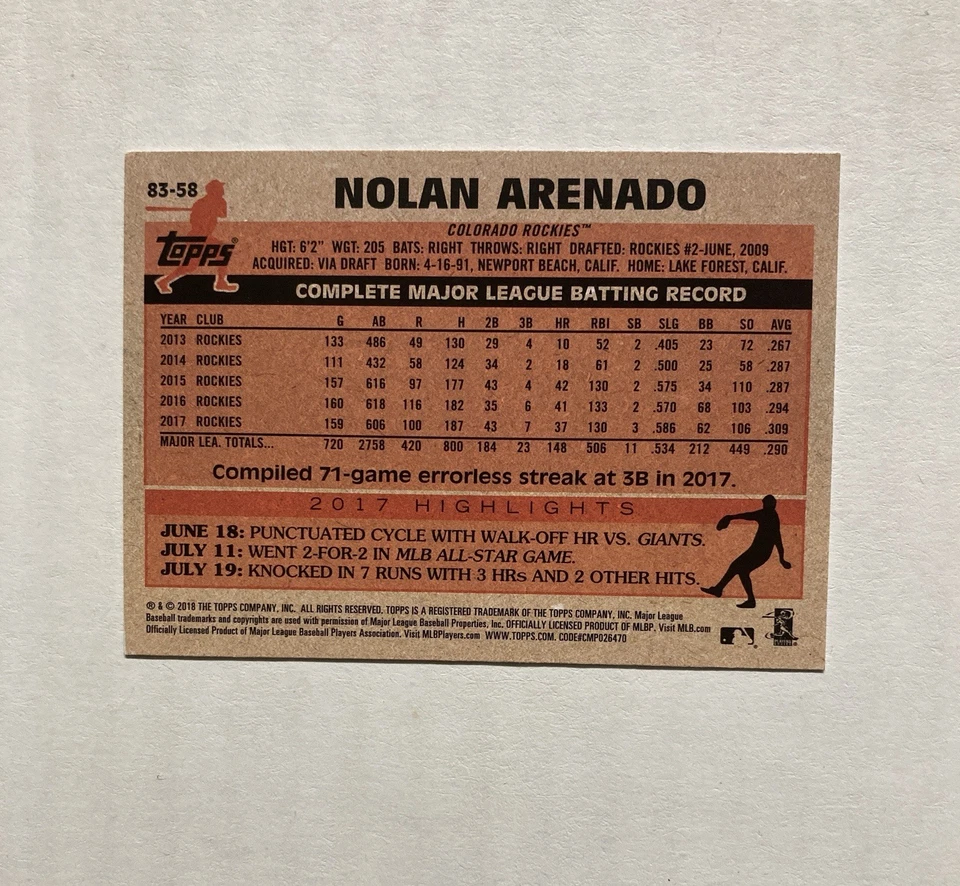 83-58
NOLAN ARENADO
topps®
COLORADO ROCKIES™
HGT: 6'2" WGT: 205 BATS: RIGHT THROWS: RIGHT DRAFTED: ROCKIES #2-JUNE, 2009
ACQUIRED: VIA DRAFT BORN: 4-16-91, NEWPORT BEACH, CALIF. HOME: LAKE FOREST, CALIF.
COMPLETE MAJOR LEAGUE BATTING RECORD
YEAR CLUB G AB R H 2B 3B HR RBI SB SLG BB SO AVG
2013 ROCKIES 133 486 49 130 29 4 10 52 2 .405 23 72 .267
2014 ROCKIES 111 432 58 124 34 2 18 61 2 .500 25 58 .287
2015 ROCKIES 157 616 97 177 43 4 42 130 2 .575 34 110 .287
2016 ROCKIES 160 618 116 182 35 6 41 133 2 .570 68 103 .294
2017 ROCKIES 159 606 100 187 43 7 37 130 3 .586 62 106 .309
MAJOR LEA. TOTALS... 720 2758 420 800 184 23 148 506 11 .534 212 449 .290
Compiled 71-game errorless streak at 3B in 2017.
2017 HIGHLIGHTS
JUNE 18: PUNCTUATED CYCLE WITH WALK-OFF HR VS. GIANTS.
JULY 11: WENT 2-FOR-2 IN MLB ALL-STAR GAME.
JULY 19: KNOCKED IN 7 RUNS WITH 3 HRs AND 2 OTHER HITS.
® & © 2018 THE TOPPS COMPANY, INC. ALL RIGHTS RESERVED. TOPPS IS A REGISTERED TRADEMARK OF THE TOPPS COMPANY, INC. Major League
Baseball trademarks and copyrights are used with permission of Major League Baseball Properties, Inc. OFFICIALLY LICENSED PRODUCT OF MLBP. Visit MLB.com
Officially Licensed Product of Major League Baseball Players Association. Visit MLBPlayers.com WWW.TOPPS.COM. CODE#CMP026470